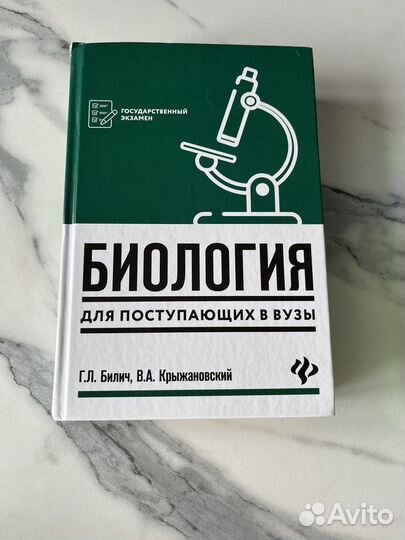 ГОСУДАРСТВЕННЫЙ
ЭКЗАМЕН
БИОЛОГИЯ
ДЛЯ ПОСТУПАЮЩИХ В ВУЗЫ
Г.Л. Билич, В.А. Крыжановский
Avito